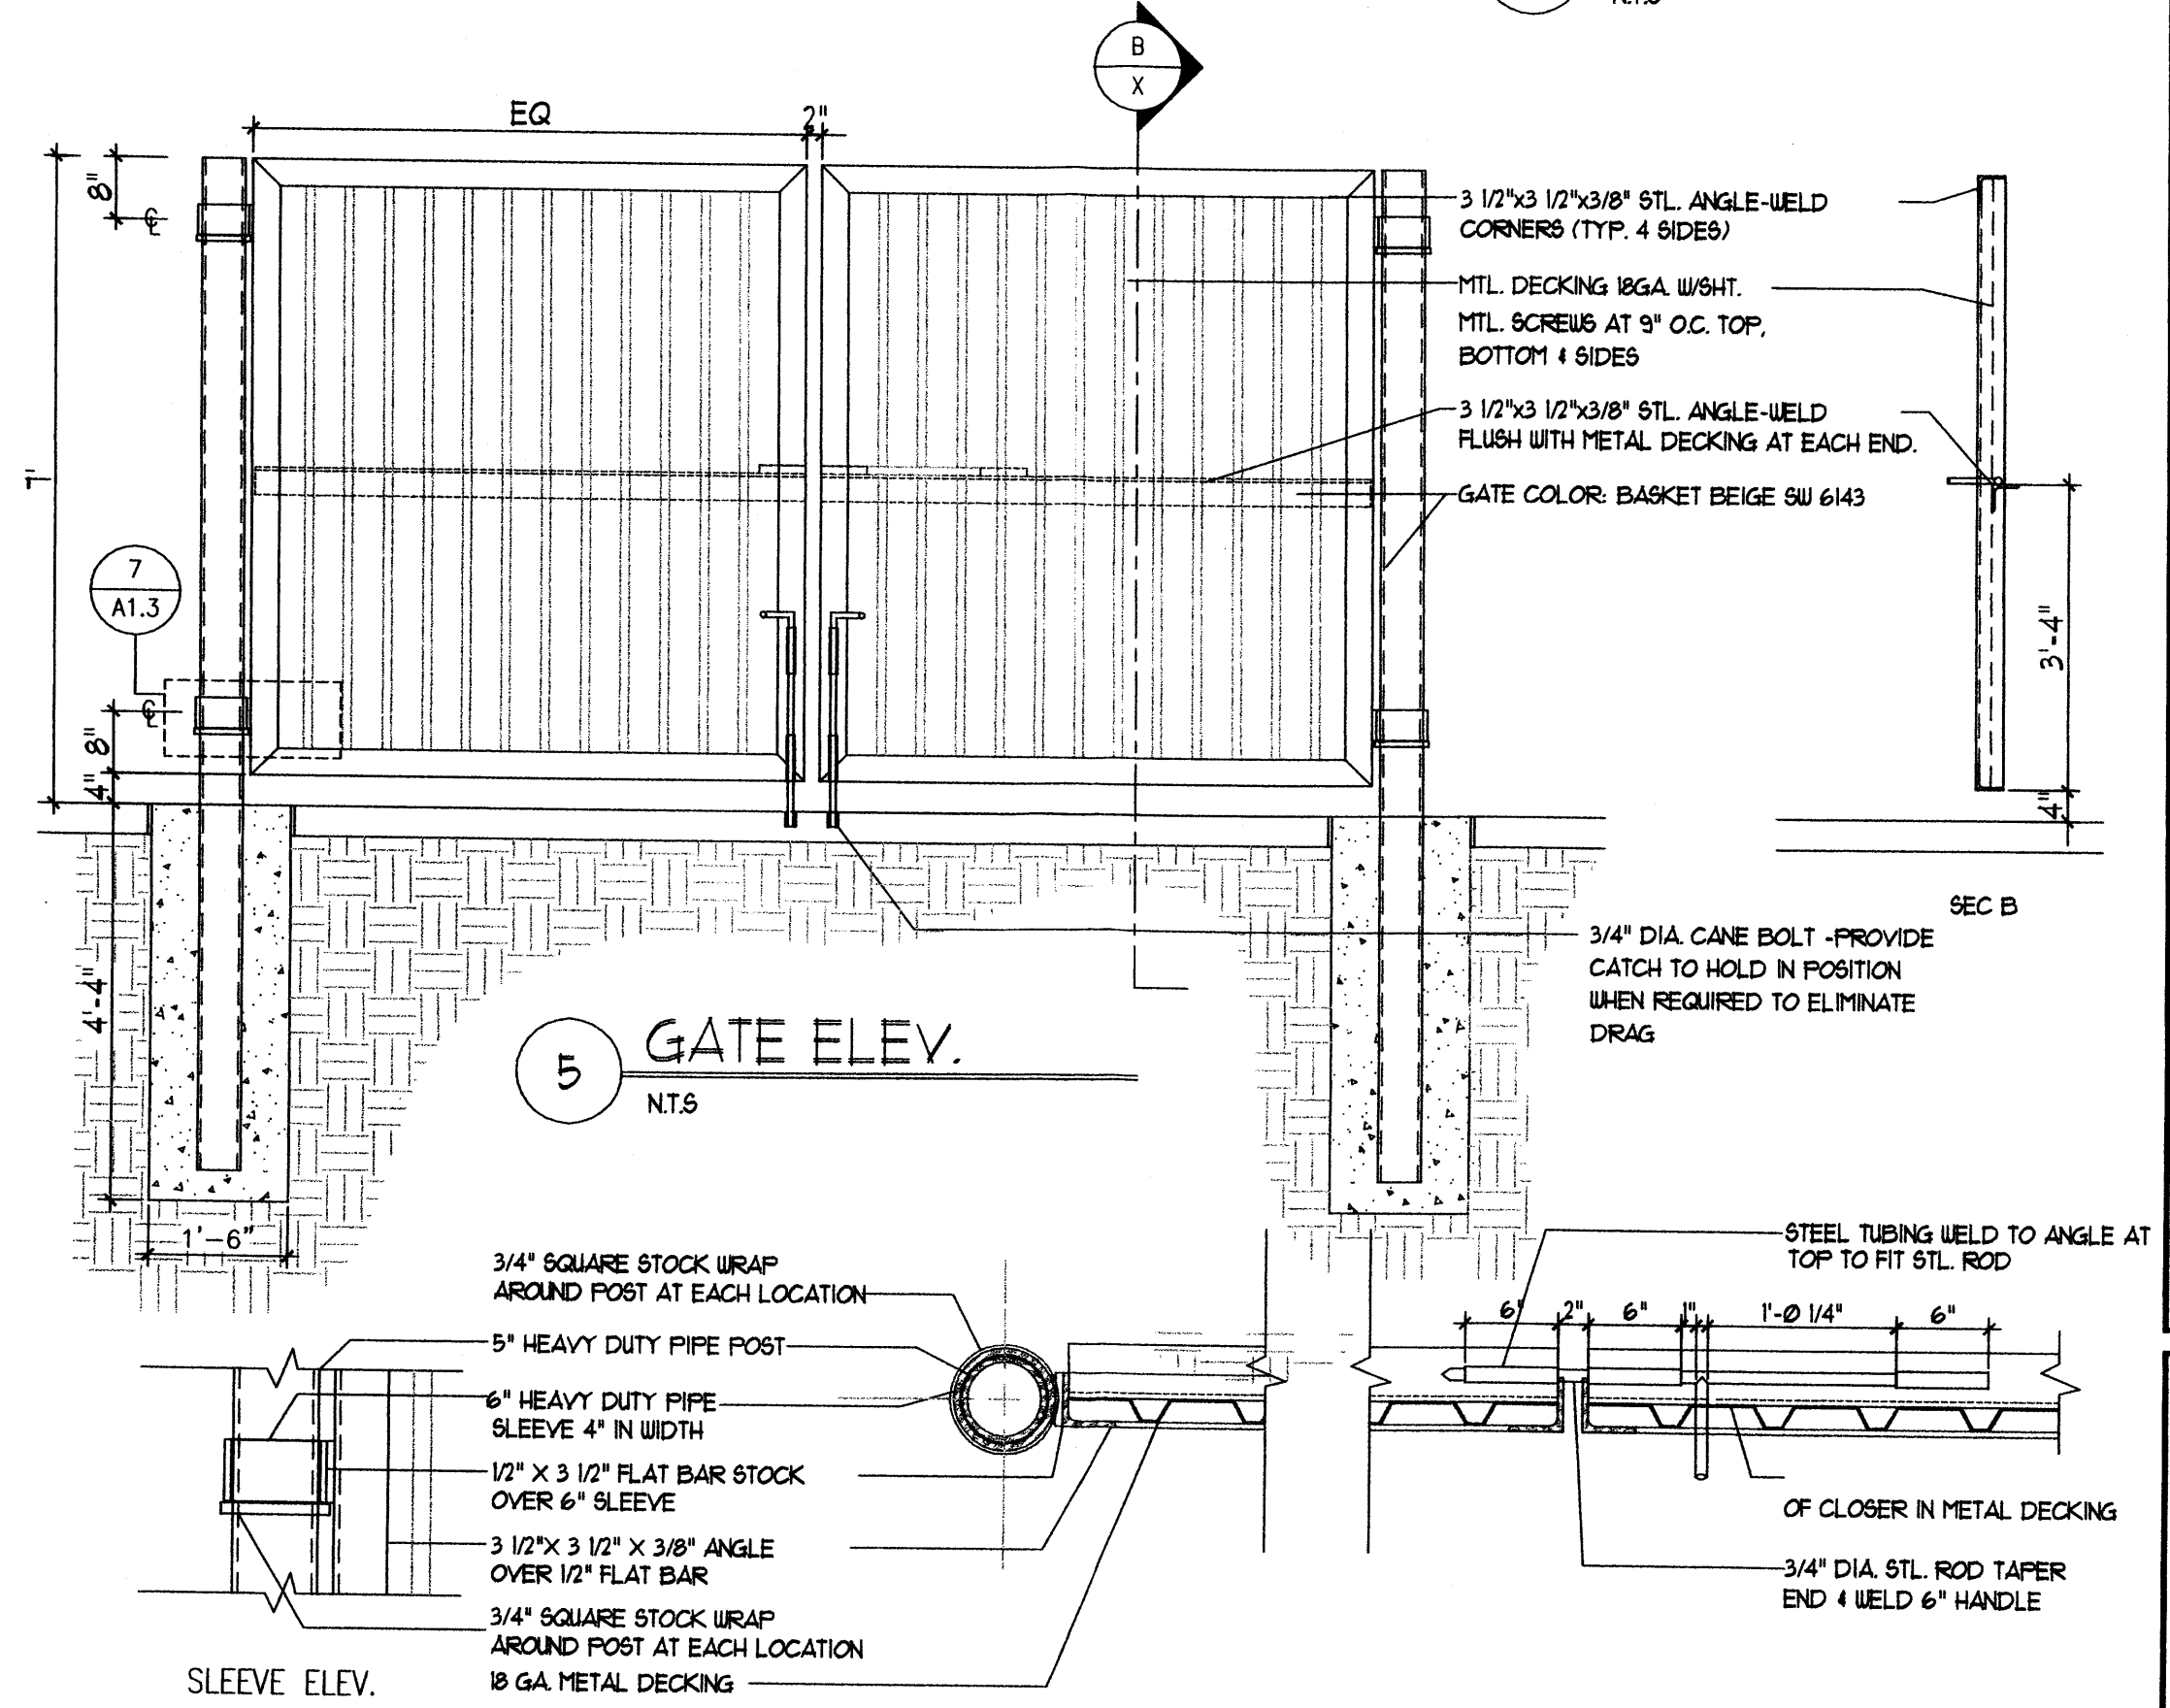 N.T.S
B
X
EQ
2"
8"
℄
7'
3 1/2"x3 1/2"x3/8" STL. ANGLE-WELD
CORNERS (TYP. 4 SIDES)
MTL. DECKING 18GA. W/SHT.
MTL. SCREWS AT 9" O.C. TOP,
BOTTOM & SIDES
3 1/2"x3 1/2"x3/8" STL. ANGLE-WELD
FLUSH WITH METAL DECKING AT EACH END.
GATE COLOR: BASKET BEIGE SW 6143
7
A1.3
℄
8"
4"
3'-4"
4"
SEC B
3/4" DIA. CANE BOLT -PROVIDE
CATCH TO HOLD IN POSITION
WHEN REQUIRED TO ELIMINATE
DRAG
4'-4"
1'-6"
5
GATE ELEV.
N.T.S
3/4" SQUARE STOCK WRAP
AROUND POST AT EACH LOCATION
5" HEAVY DUTY PIPE POST
6" HEAVY DUTY PIPE
SLEEVE 4" IN WIDTH
1/2" X 3 1/2" FLAT BAR STOCK
OVER 6" SLEEVE
3 1/2"X 3 1/2" X 3/8" ANGLE
OVER 1/2" FLAT BAR
3/4" SQUARE STOCK WRAP
AROUND POST AT EACH LOCATION
18 GA. METAL DECKING
SLEEVE ELEV.
STEEL TUBING WELD TO ANGLE AT
TOP TO FIT STL. ROD
6"
2"
6"
1"
1'-0 1/4"
6"
OF CLOSER IN METAL DECKING
3/4" DIA. STL. ROD TAPER
END & WELD 6" HANDLE